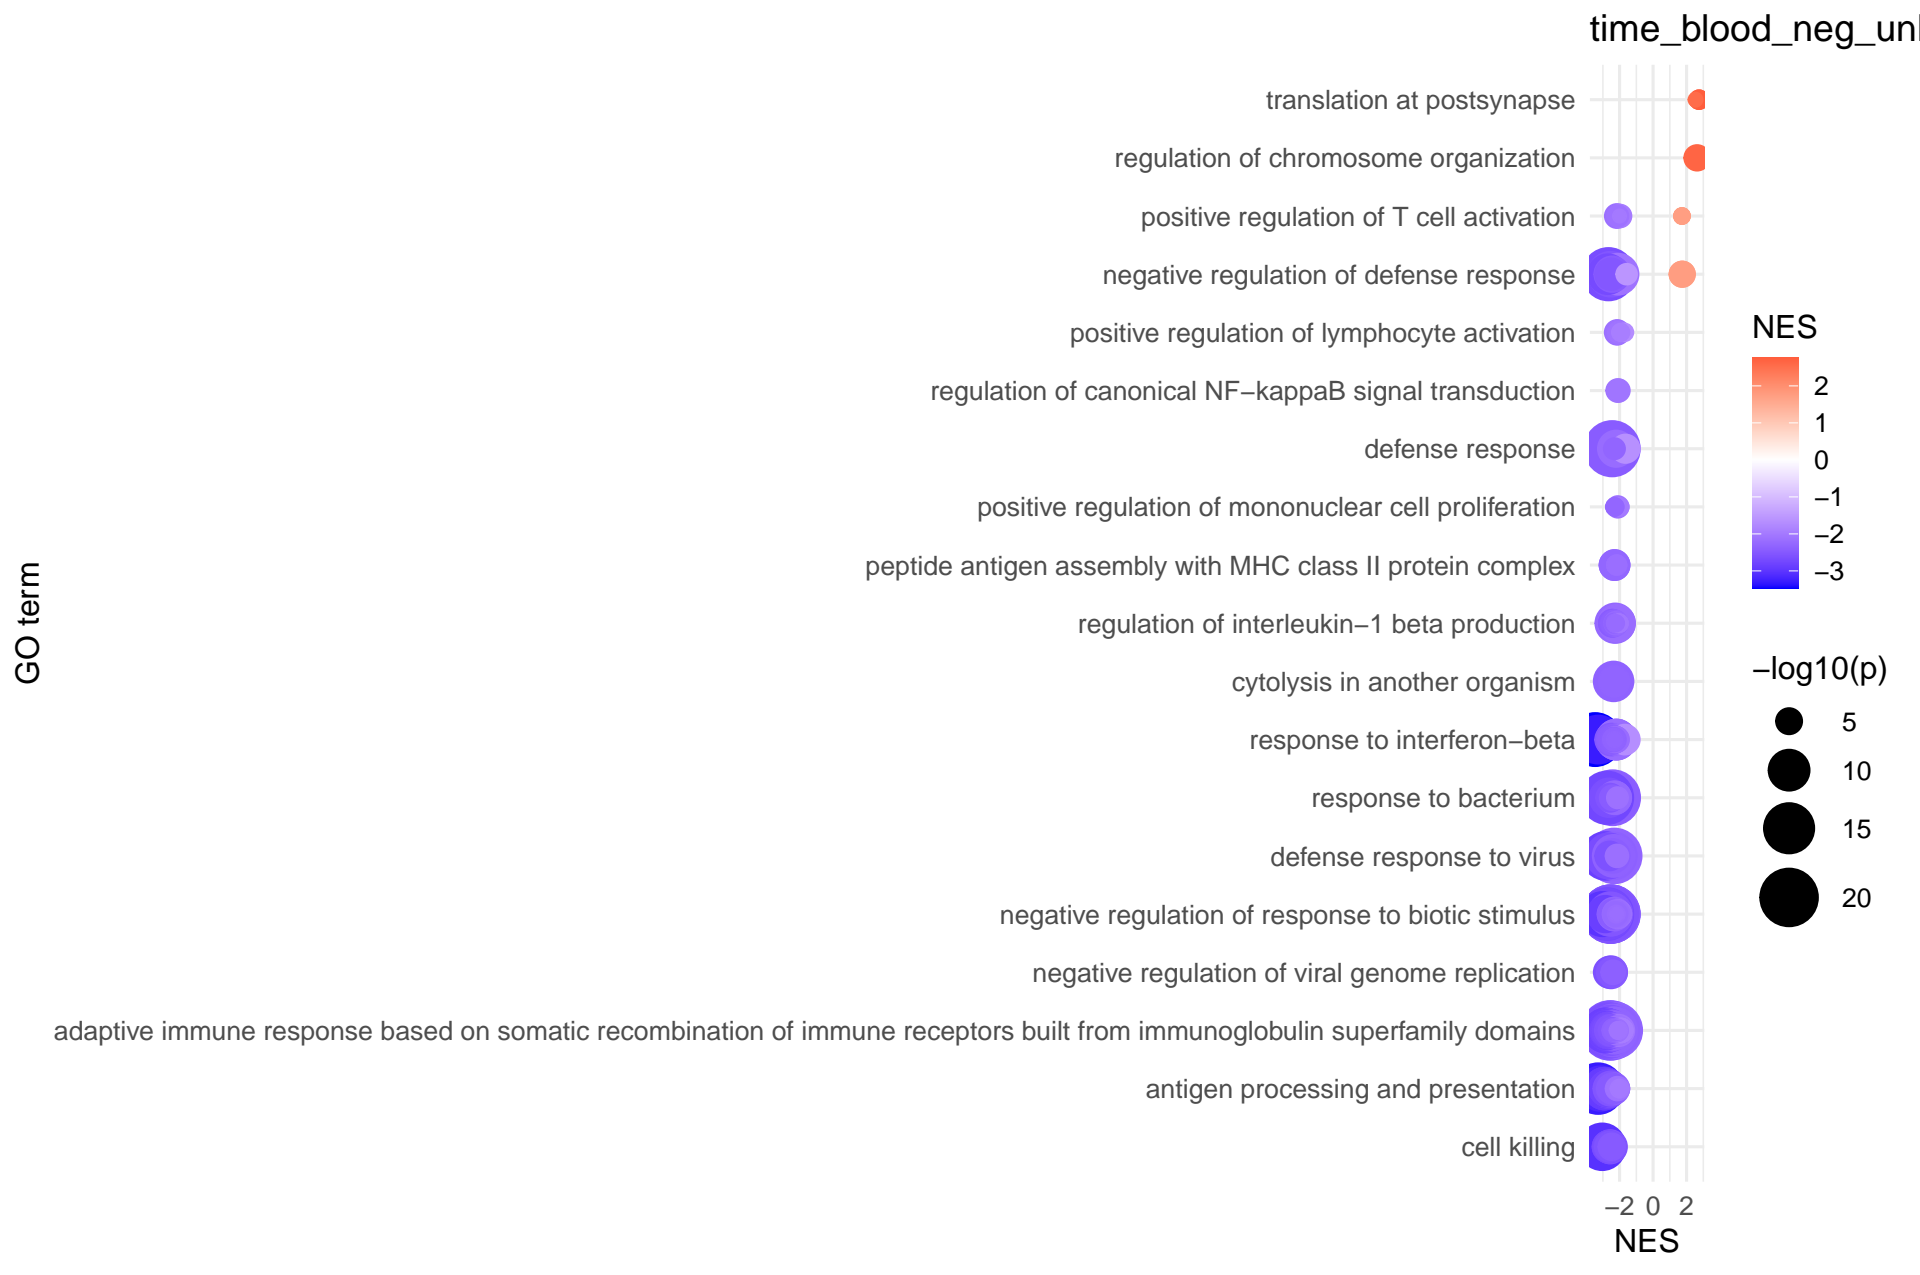 time_blood_neg_unl
translation at postsynapse
regulation of chromosome organization
positive regulation of T cell activation
negative regulation of defense response
positive regulation of lymphocyte activation
regulation of canonical NF−kappaB signal transduction
defense response
positive regulation of mononuclear cell proliferation
peptide antigen assembly with MHC class II protein complex
regulation of interleukin−1 beta production
cytolysis in another organism
response to interferon−beta
response to bacterium
defense response to virus
negative regulation of response to biotic stimulus
negative regulation of viral genome replication
adaptive immune response based on somatic recombination of immune receptors built from immunoglobulin superfamily domains
antigen processing and presentation
cell killing
GO term
−2 0 2
NES
NES
2
1
0
−1
−2
−3
−log10(p)
5
10
15
20